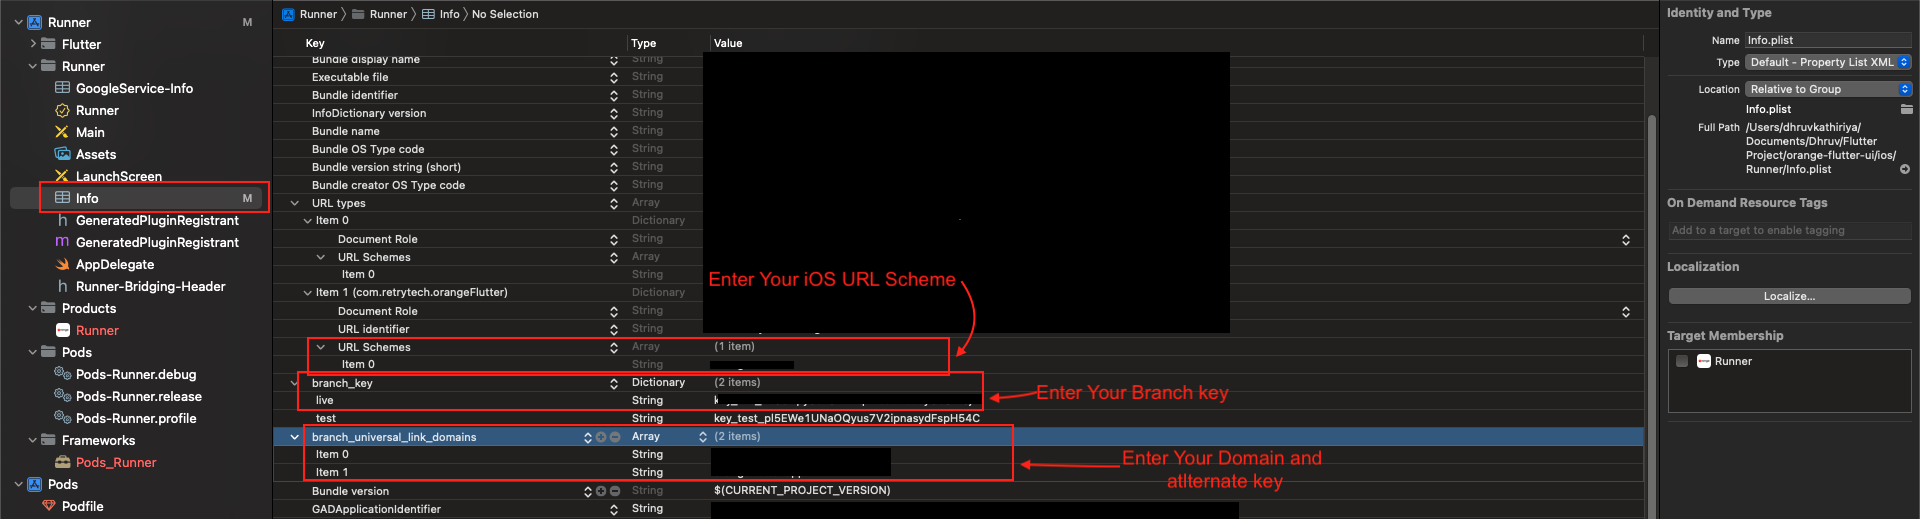 Runner M
Flutter
Runner
GoogleService-Info
Runner
Main
Assets
LaunchScreen
Info M
GeneratedPluginRegistrant
GeneratedPluginRegistrant
AppDelegate
Runner-Bridging-Header
Products
Runner
Pods
Pods-Runner.debug
Pods-Runner.release
Pods-Runner.profile
Frameworks
Pods_Runner
Pods
Podfile
Runner Runner Info No Selection
Key Type Value
Bundle display name String
Executable file String
Bundle identifier String
InfoDictionary version String
Bundle name String
Bundle OS Type code String
Bundle version string (short) String
Bundle creator OS Type code String
URL types Array
Item 0 Dictionary
Document Role String
URL Schemes Array
Item 0 String
Enter Your iOS URL Scheme
Item 1 (com.retrytech.orangeFlutter) Dictionary
Document Role String
URL identifier String
URL Schemes Array (1 item)
Item 0 String
branch_key Dictionary (2 items)
live String
Enter Your Branch key
test String key_test_pl5EWe1UNaOQyus7V2ipnasydFspH54C
branch_universal_link_domains Array (2 items)
Item 0 String
Item 1 String
Enter Your Domain and
atlternate key
Bundle version String $(CURRENT_PROJECT_VERSION)
GADApplicationIdentifier String
Identity and Type
Name Info.plist
Type Default - Property List XML
Location Relative to Group
Info.plist
Full Path /Users/dhruvkathiriya/
Documents/Dhruv/Flutter
Project/orange-flutter-ui/ios/
Runner/Info.plist
On Demand Resource Tags
Add to a target to enable tagging
Localization
Localize...
Target Membership
Runner